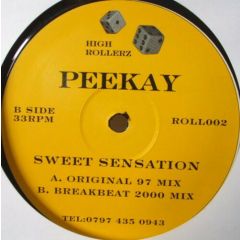 HIGH
ROLLERZ
PEEKAY
B SIDE
33RPM
ROLL002
SWEET SENSATION
A. ORIGINAL 97 MIX
B. BREAKBEAT 2000 MIX
TEL:0797 435 0943